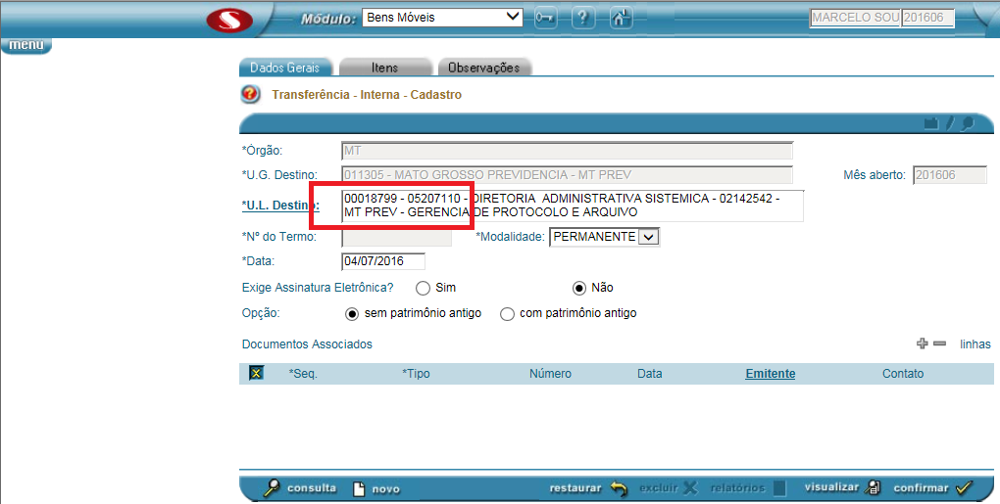 S Módulo: Bens Móveis ? MARCELO SOU 201606
menu
Dados Gerais Itens Observações
? Transferência - Interna - Cadastro
*Órgão: MT
*U.G. Destino: 011305 - MATO GROSSO PREVIDENCIA - MT PREV Mês aberto: 201606
*U.L. Destino: 00018799 - 05207110 - DIRETORIA ADMINISTRATIVA SISTEMICA - 02142542 -
MT PREV - GERENCIA DE PROTOCOLO E ARQUIVO
*Nº do Termo: *Modalidade: PERMANENTE
*Data: 04/07/2016
Exige Assinatura Eletrônica? Sim Não
Opção: sem patrimônio antigo com patrimônio antigo
Documentos Associados linhas
*Seq. *Tipo Número Data Emitente Contato
consulta novo restaurar excluir relatórios visualizar confirmar